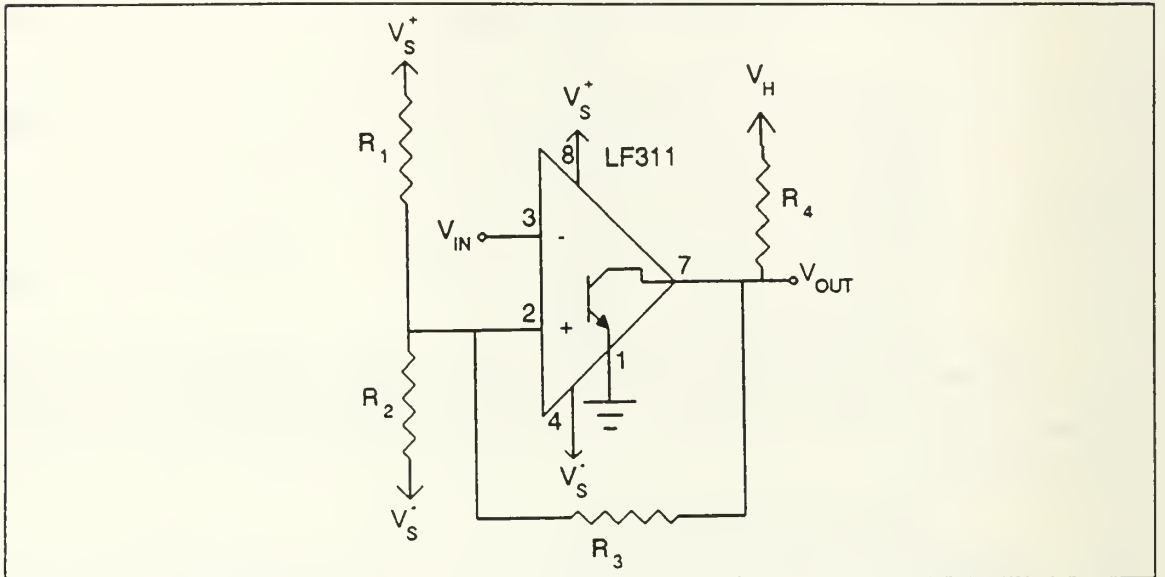 V_S^+
V_S^+
V_H
8 LF311
R_1
R_4
V_IN
3
-
7
V_OUT
2
+
1
R_2
4
V_S^-
V_S^-
R_3